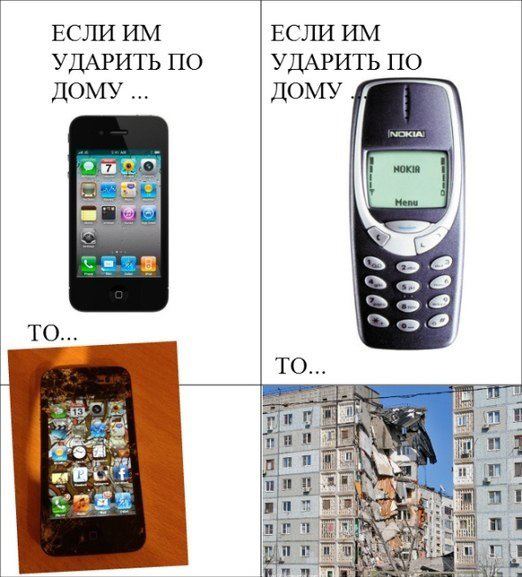 ЕСЛИ ИМ
УДАРИТЬ ПО
ДОМУ ...
ТО...
ЕСЛИ ИМ
УДАРИТЬ ПО
ДОМУ ...
NOKIA
NOKIA
Menu
ТО...